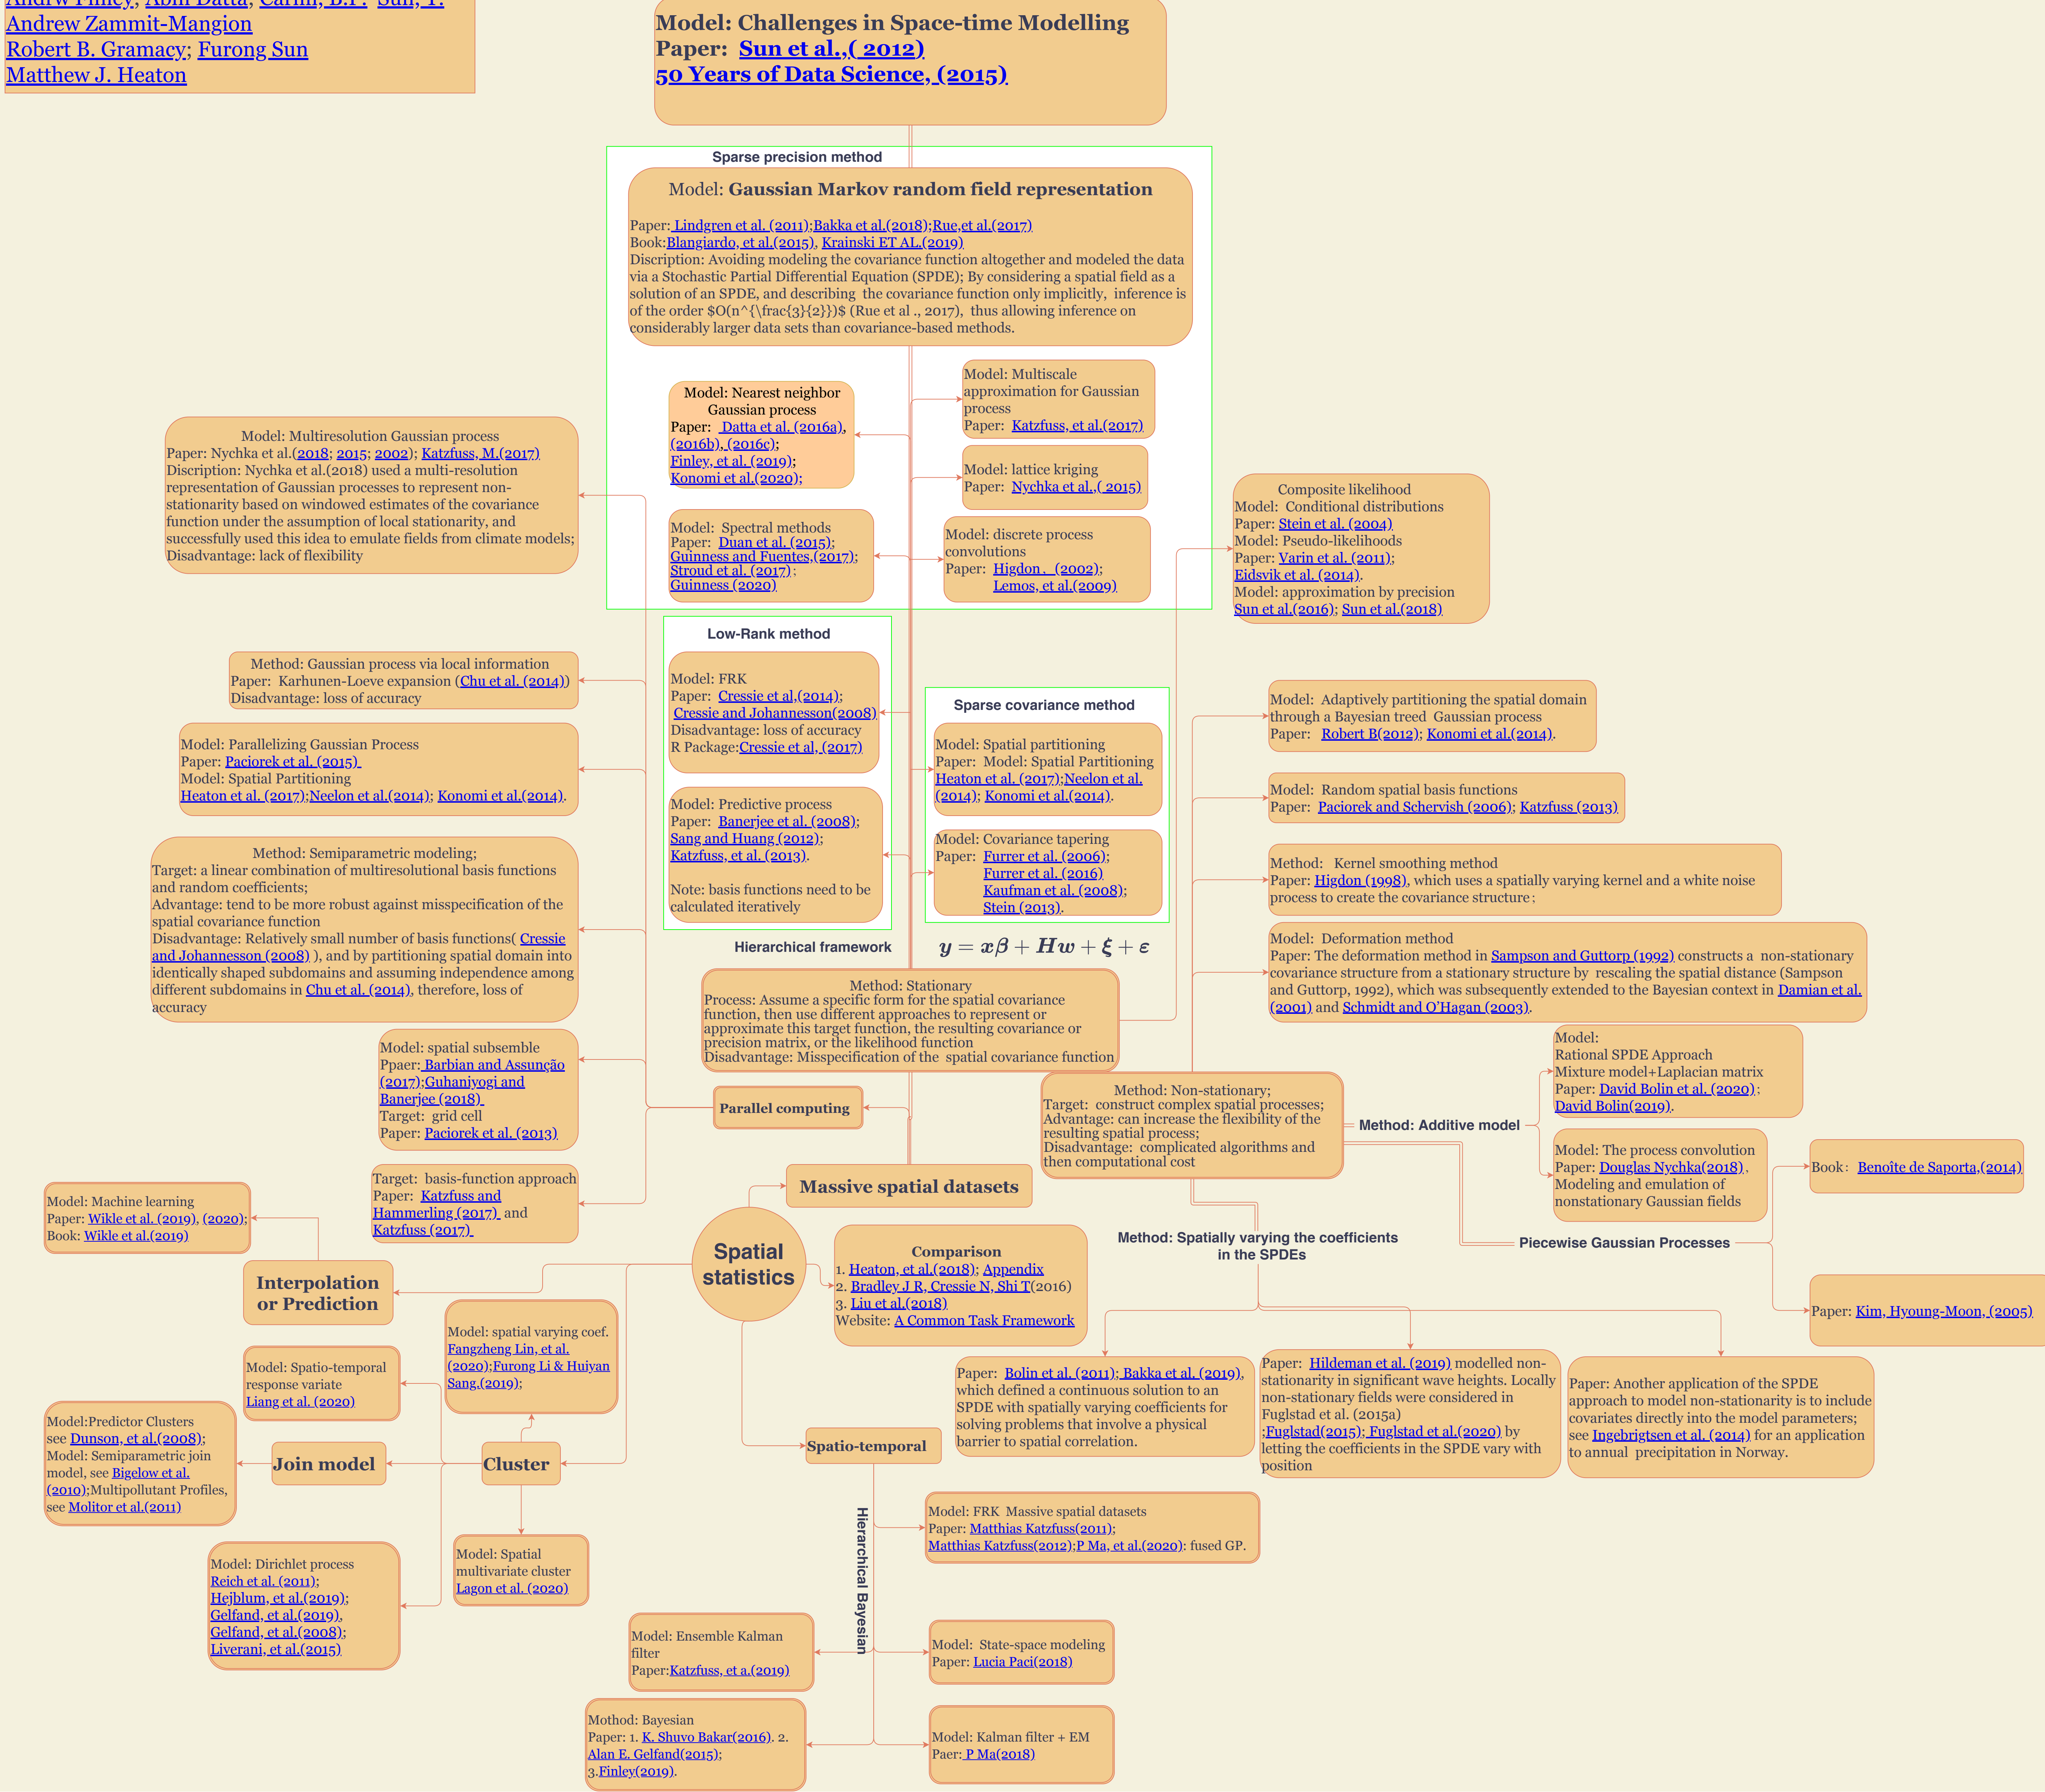 Andrw Finley; Abhi Datta; Carlin, B.P. Sun, Y.
Andrew Zammit-Mangion
Robert B. Gramacy; Furong Sun
Matthew J. Heaton
Model: Challenges in Space-time Modelling
Paper: Sun et al.,( 2012)
50 Years of Data Science, (2015)
Sparse precision method
Model: Gaussian Markov random field representation
Paper: Lindgren et al. (2011);Bakka et al.(2018);Rue,et al.(2017)
Book:Blangiardo, et al.(2015), Krainski ET AL.(2019)
Discription: Avoiding modeling the covariance function altogether and modeled the data
via a Stochastic Partial Differential Equation (SPDE); By considering a spatial field as a
solution of an SPDE, and describing the covariance function only implicitly, inference is
of the order $O(n^{\frac{3}{2}})$ (Rue et al ., 2017), thus allowing inference on
considerably larger data sets than covariance-based methods.
Model: Nearest neighbor
Gaussian process
Paper: Datta et al. (2016a),
(2016b), (2016c);
Finley, et al. (2019);
Konomi et al.(2020);
Model: Multiscale
approximation for Gaussian
process
Paper: Katzfuss, et al.(2017)
Model: lattice kriging
Paper: Nychka et al.,( 2015)
Model: Spectral methods
Paper: Duan et al. (2015);
Guinness and Fuentes,(2017);
Stroud et al. (2017);
Guinness (2020)
Model: discrete process
convolutions
Paper: Higdon．(2002);
Lemos, et al.(2009)
Model: Multiresolution Gaussian process
Paper: Nychka et al.(2018; 2015; 2002); Katzfuss, M.(2017)
Discription: Nychka et al.(2018) used a multi-resolution
representation of Gaussian processes to represent non-
stationarity based on windowed estimates of the covariance
function under the assumption of local stationarity, and
successfully used this idea to emulate fields from climate models;
Disadvantage: lack of flexibility
Composite likelihood
Model: Conditional distributions
Paper: Stein et al. (2004)
Model: Pseudo-likelihoods
Paper: Varin et al. (2011);
Eidsvik et al. (2014).
Model: approximation by precision
Sun et al.(2016); Sun et al.(2018)
Low-Rank method
Model: FRK
Paper: Cressie et al,(2014);
Cressie and Johannesson(2008)
Disadvantage: loss of accuracy
R Package:Cressie et al, (2017)
Model: Predictive process
Paper: Banerjee et al. (2008);
Sang and Huang (2012);
Katzfuss, et al. (2013).
Note: basis functions need to be
calculated iteratively
Sparse covariance method
Model: Spatial partitioning
Paper: Model: Spatial Partitioning
Heaton et al. (2017);Neelon et al.
(2014); Konomi et al.(2014).
Model: Covariance tapering
Paper: Furrer et al. (2006);
Furrer et al. (2016)
Kaufman et al. (2008);
Stein (2013).
Method: Gaussian process via local information
Paper: Karhunen-Loeve expansion (Chu et al. (2014))
Disadvantage: loss of accuracy
Model: Parallelizing Gaussian Process
Paper: Paciorek et al. (2015)
Model: Spatial Partitioning
Heaton et al. (2017);Neelon et al.(2014); Konomi et al.(2014).
Method: Semiparametric modeling;
Target: a linear combination of multiresolutional basis functions
and random coefficients;
Advantage: tend to be more robust against misspecification of the
spatial covariance function
Disadvantage: Relatively small number of basis functions( Cressie
and Johannesson (2008) ), and by partitioning spatial domain into
identically shaped subdomains and assuming independence among
different subdomains in Chu et al. (2014), therefore, loss of
accuracy
Model: Adaptively partitioning the spatial domain
through a Bayesian treed Gaussian process
Paper: Robert B(2012); Konomi et al.(2014).
Model: Random spatial basis functions
Paper: Paciorek and Schervish (2006); Katzfuss (2013)
Method: Kernel smoothing method
Paper: Higdon (1998), which uses a spatially varying kernel and a white noise
process to create the covariance structure；
Model: Deformation method
Paper: The deformation method in Sampson and Guttorp (1992) constructs a non-stationary
covariance structure from a stationary structure by rescaling the spatial distance (Sampson
and Guttorp, 1992), which was subsequently extended to the Bayesian context in Damian et al.
(2001) and Schmidt and O'Hagan (2003).
Hierarchical framework
y = xβ + Hw + ξ + ε
Method: Stationary
Process: Assume a specific form for the spatial covariance
function, then use different approaches to represent or
approximate this target function, the resulting covariance or
precision matrix, or the likelihood function
Disadvantage: Misspecification of the spatial covariance function
Model: spatial subsemble
Ppaer: Barbian and Assunção
(2017);Guhaniyogi and
Banerjee (2018)
Target: grid cell
Paper: Paciorek et al. (2013)
Parallel computing
Method: Non-stationary;
Target: construct complex spatial processes;
Advantage: can increase the flexibility of the
resulting spatial process;
Disadvantage: complicated algorithms and
then computational cost
Method: Additive model
Model:
Rational SPDE Approach
Mixture model+Laplacian matrix
Paper: David Bolin et al. (2020)；
David Bolin(2019).
Model: The process convolution
Paper: Douglas Nychka(2018),
Modeling and emulation of
nonstationary Gaussian fields
Book： Benoîte de Saporta,(2014)
Piecewise Gaussian Processes
Paper: Kim, Hyoung-Moon, (2005)
Target: basis-function approach
Paper: Katzfuss and
Hammerling (2017) and
Katzfuss (2017)
Massive spatial datasets
Model: Machine learning
Paper: Wikle et al. (2019), (2020);
Book: Wikle et al.(2019)
Interpolation
or Prediction
Spatial
statistics
Comparison
1. Heaton, et al.(2018); Appendix
2. Bradley J R, Cressie N, Shi T(2016)
3. Liu et al.(2018)
Website: A Common Task Framework
Method: Spatially varying the coefficients
in the SPDEs
Model: spatial varying coef.
Fangzheng Lin, et al.
(2020);Furong Li & Huiyan
Sang.(2019);
Model: Spatio-temporal
response variate
Liang et al. (2020)
Model:Predictor Clusters
see Dunson, et al.(2008);
Model: Semiparametric join
model, see Bigelow et al.
(2010);Multipollutant Profiles,
see Molitor et al.(2011)
Join model
Cluster
Spatio-temporal
Paper: Bolin et al. (2011); Bakka et al. (2019),
which defined a continuous solution to an
SPDE with spatially varying coefficients for
solving problems that involve a physical
barrier to spatial correlation.
Paper: Hildeman et al. (2019) modelled non-
stationarity in significant wave heights. Locally
non-stationary fields were considered in
Fuglstad et al. (2015a)
;Fuglstad(2015); Fuglstad et al.(2020) by
letting the coefficients in the SPDE vary with
position
Paper: Another application of the SPDE
approach to model non-stationarity is to include
covariates directly into the model parameters;
see Ingebrigtsen et al. (2014) for an application
to annual precipitation in Norway.
Model: Dirichlet process
Reich et al. (2011);
Hejblum, et al.(2019);
Gelfand, et al.(2019),
Gelfand, et al.(2008);
Liverani, et al.(2015)
Model: Spatial
multivariate cluster
Lagon et al. (2020)
Hierarchical Bayesian
Model: FRK Massive spatial datasets
Paper: Matthias Katzfuss(2011);
Matthias Katzfuss(2012);P Ma, et al.(2020): fused GP.
Model: Ensemble Kalman
filter
Paper:Katzfuss, et a.(2019)
Model: State-space modeling
Paper: Lucia Paci(2018)
Mothod: Bayesian
Paper: 1. K. Shuvo Bakar(2016). 2.
Alan E. Gelfand(2015);
3.Finley(2019).
Model: Kalman filter + EM
Paer: P Ma(2018)